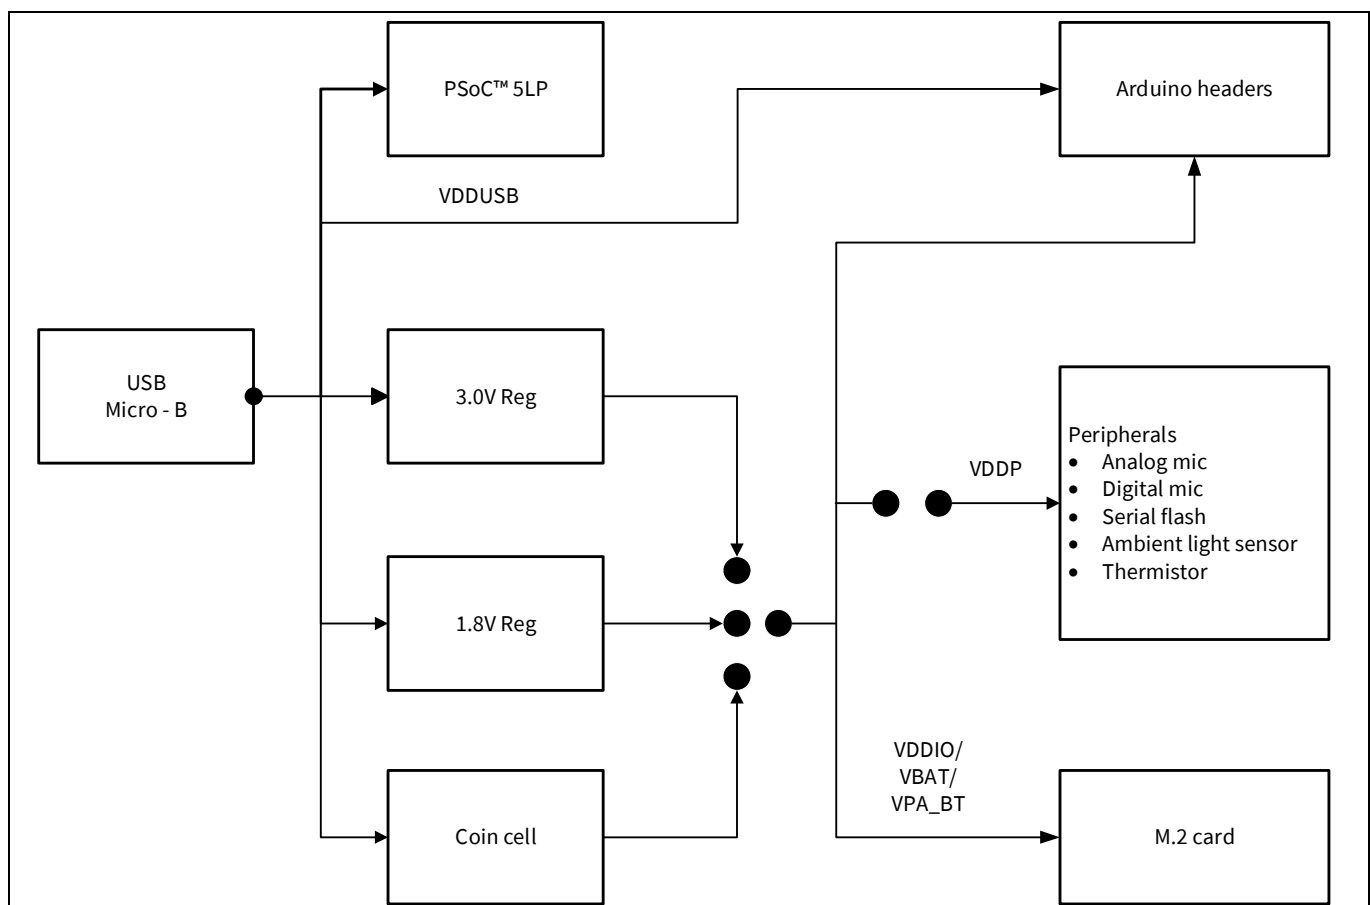 PSoC™ 5LP
Arduino headers
VDDUSB
USB
Micro - B
3.0V Reg
Peripherals
• Analog mic
• Digital mic
• Serial flash
• Ambient light sensor
• Thermistor
VDDP
1.8V Reg
VDDIO/
VBAT/
VPA_BT
Coin cell
M.2 card